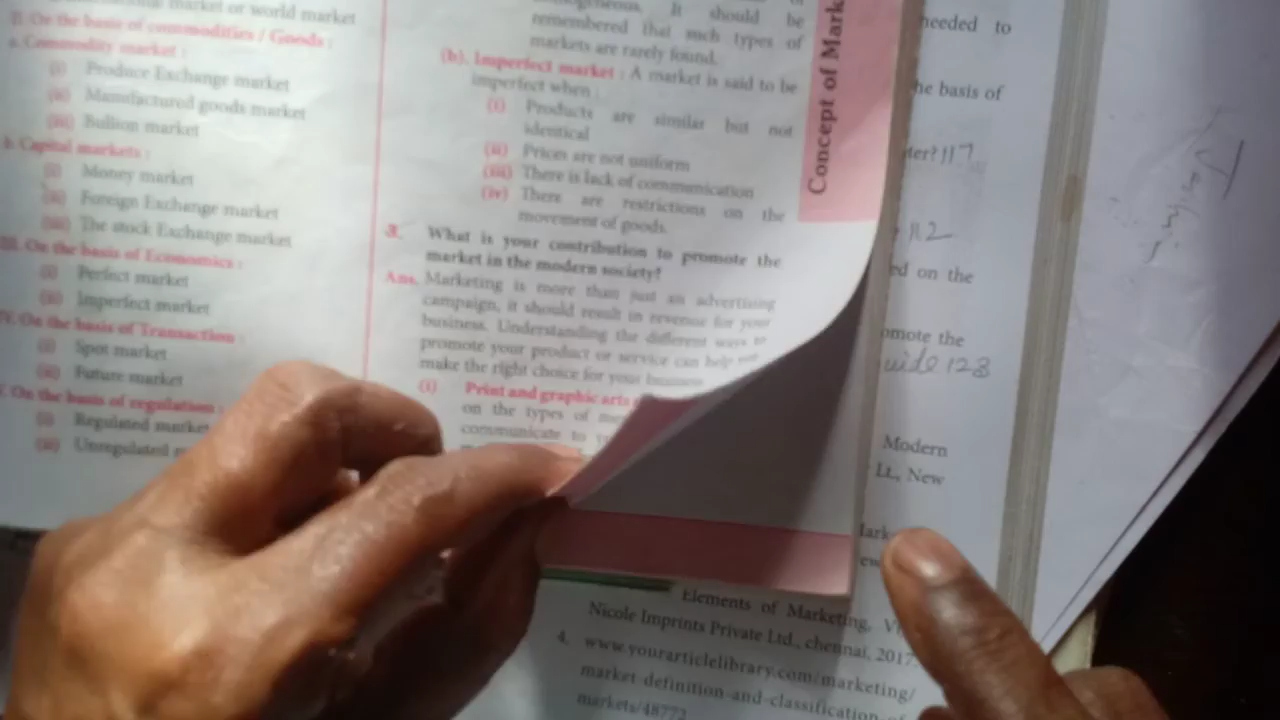 market or world market
II. On the basis of commodities / Goods :
a. Commodity market :
(i) Produce Exchange market
(ii) Manufactured goods market
(iii) Bullion market
b. Capital markets :
(i) Money market
(ii) Foreign Exchange market
(iii) The stock Exchange market
III. On the basis of Economics :
(i) Perfect market
(ii) Imperfect market
On the basis of Transaction :
(i) Spot market
(ii) Future market
On the basis of regulation :
(i) Regulated market
(ii) Unregulated
It should be
remembered that such types of
markets are rarely found.
(b). Imperfect market : A market is said to be
imperfect when :
(i) Products are similar but not
identical
(ii) Prices are not uniform
(iii) There is lack of communication
(iv) There are restrictions on the
movement of goods.
3. What is your contribution to promote the
market in the modern society?
Ans. Marketing is more than just an advertising
campaign, it should result in revenue for your
business. Understanding the different ways to
promote your product or service can help
make the right choice for your business
(i) Print and graphic arts
on the types of
communicate to
Concept of Mark
needed to
he basis of
ter? 117
112
ed on the
omote the
uide 123
Modern
Lt., New
Elements of Marketing,
Nicole Imprints Private Ltd., chennai, 2017.
4. www.yourarticlelibrary.com/marketing/
market-definition-and-classification
markets/48772